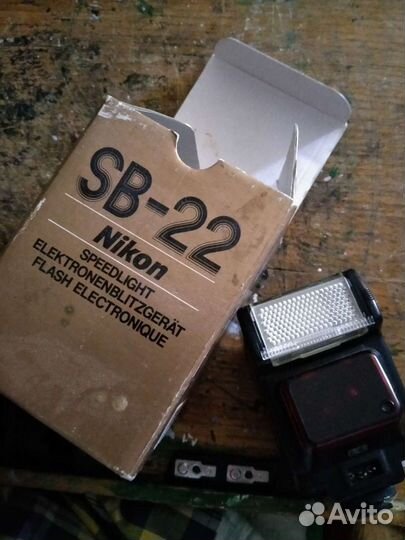 SB-22
Nikon
SPEEDLIGHT
ELEKTRONENBLITZGERÄT
FLASH ELECTRONIQUE
Avito